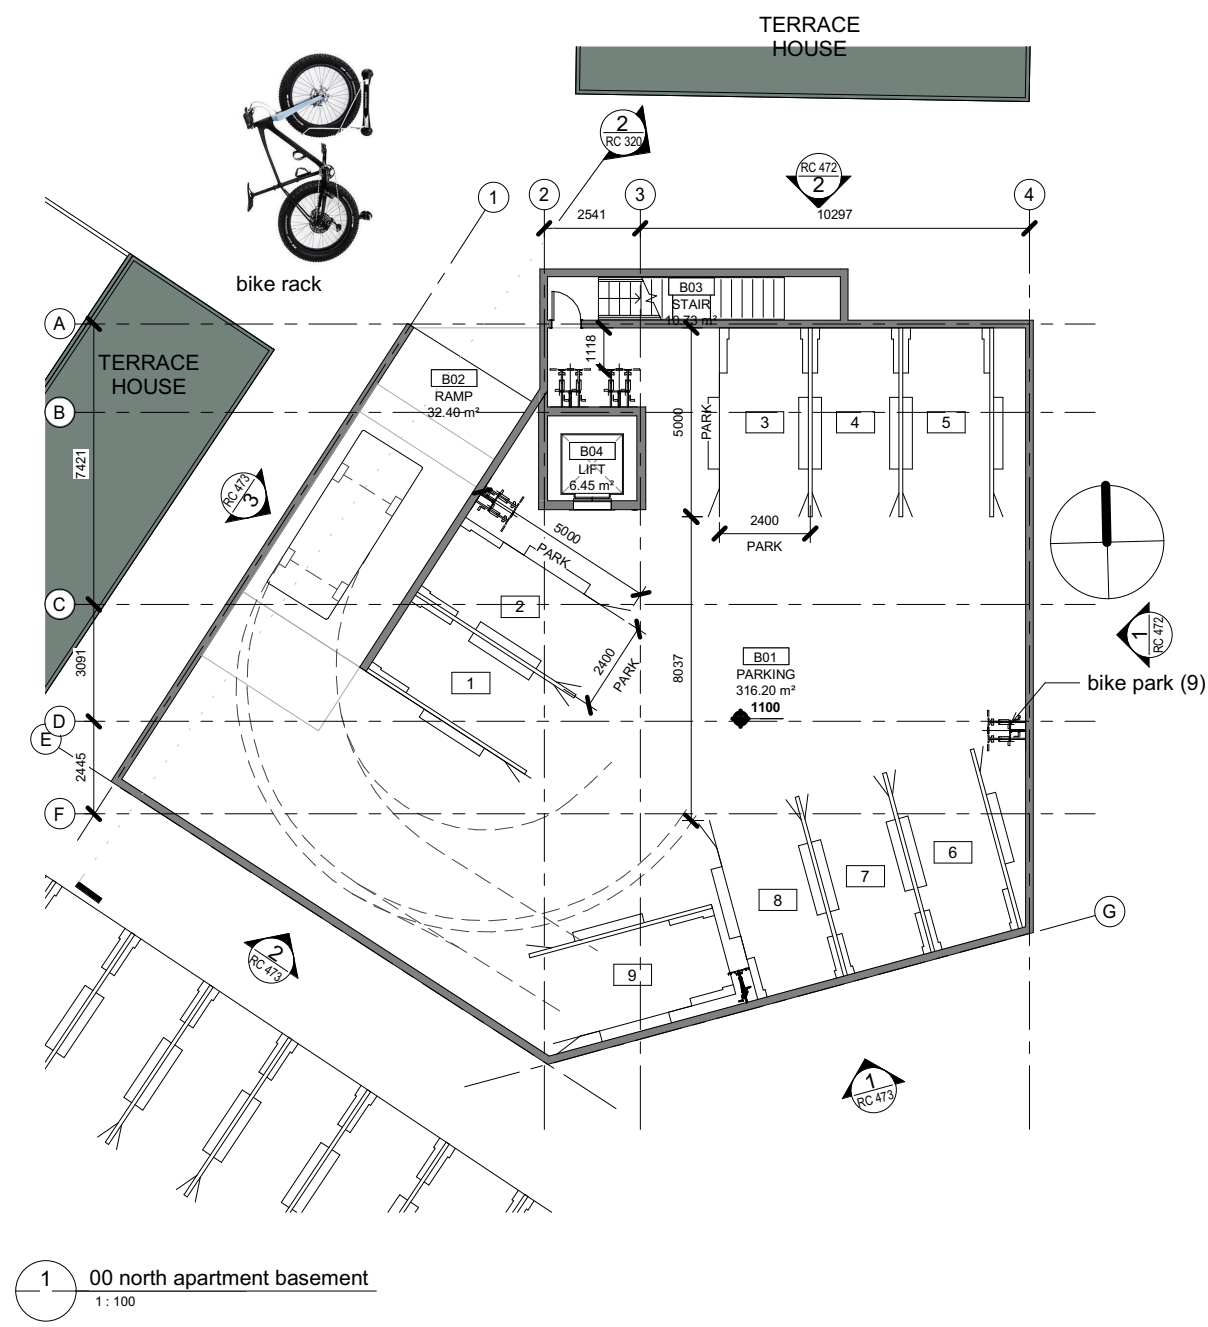 TERRACE
HOUSE
2
RC 320
RC 472
2
1
2
3
4
2541
10297
bike rack
A
B
C
D
E
F
G
TERRACE
HOUSE
B03
STAIR
10.73 m²
1118
B02
RAMP
32.40 m²
7421
5000
PARK
3
4
5
B04
LIFT
6.45 m²
RC 473
3
5000
PARK
2400
PARK
2
2400
PARK
1
3091
8037
B01
PARKING
316.20 m²
1100
1
RC 472
bike park (9)
2445
6
7
8
9
2
RC 473
1
RC 473
1
00 north apartment basement
1 : 100